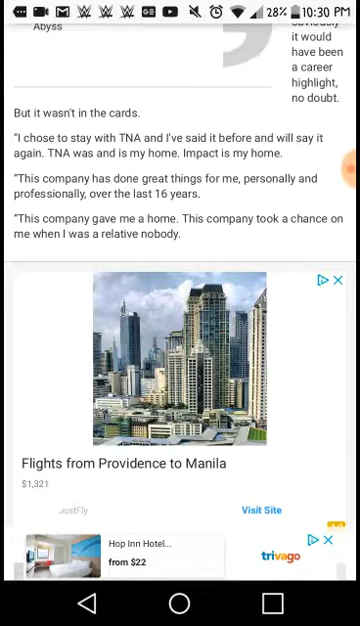 28% 10:30 PM
Abyss
obviously
it would
have been
a career
highlight,
no doubt.
But it wasn't in the cards.
"I chose to stay with TNA and I've said it before and will say it
again. TNA was and is my home. Impact is my home.
"This company has done great things for me, personally and
professionally, over the last 16 years.
"This company gave me a home. This company took a chance on
me when I was a relative nobody.
Flights from Providence to Manila
$1,321
JustFly
Visit Site
Ad
Hop Inn Hotel...
from $22
trivago